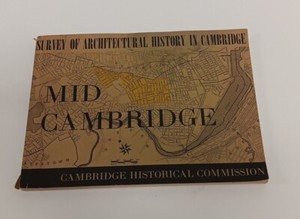 SURVEY OF ARCHITECTURAL HISTORY IN CAMBRIDGE
MID
CAMBRIDGE
CAMBRIDGE HISTORICAL COMMISSION